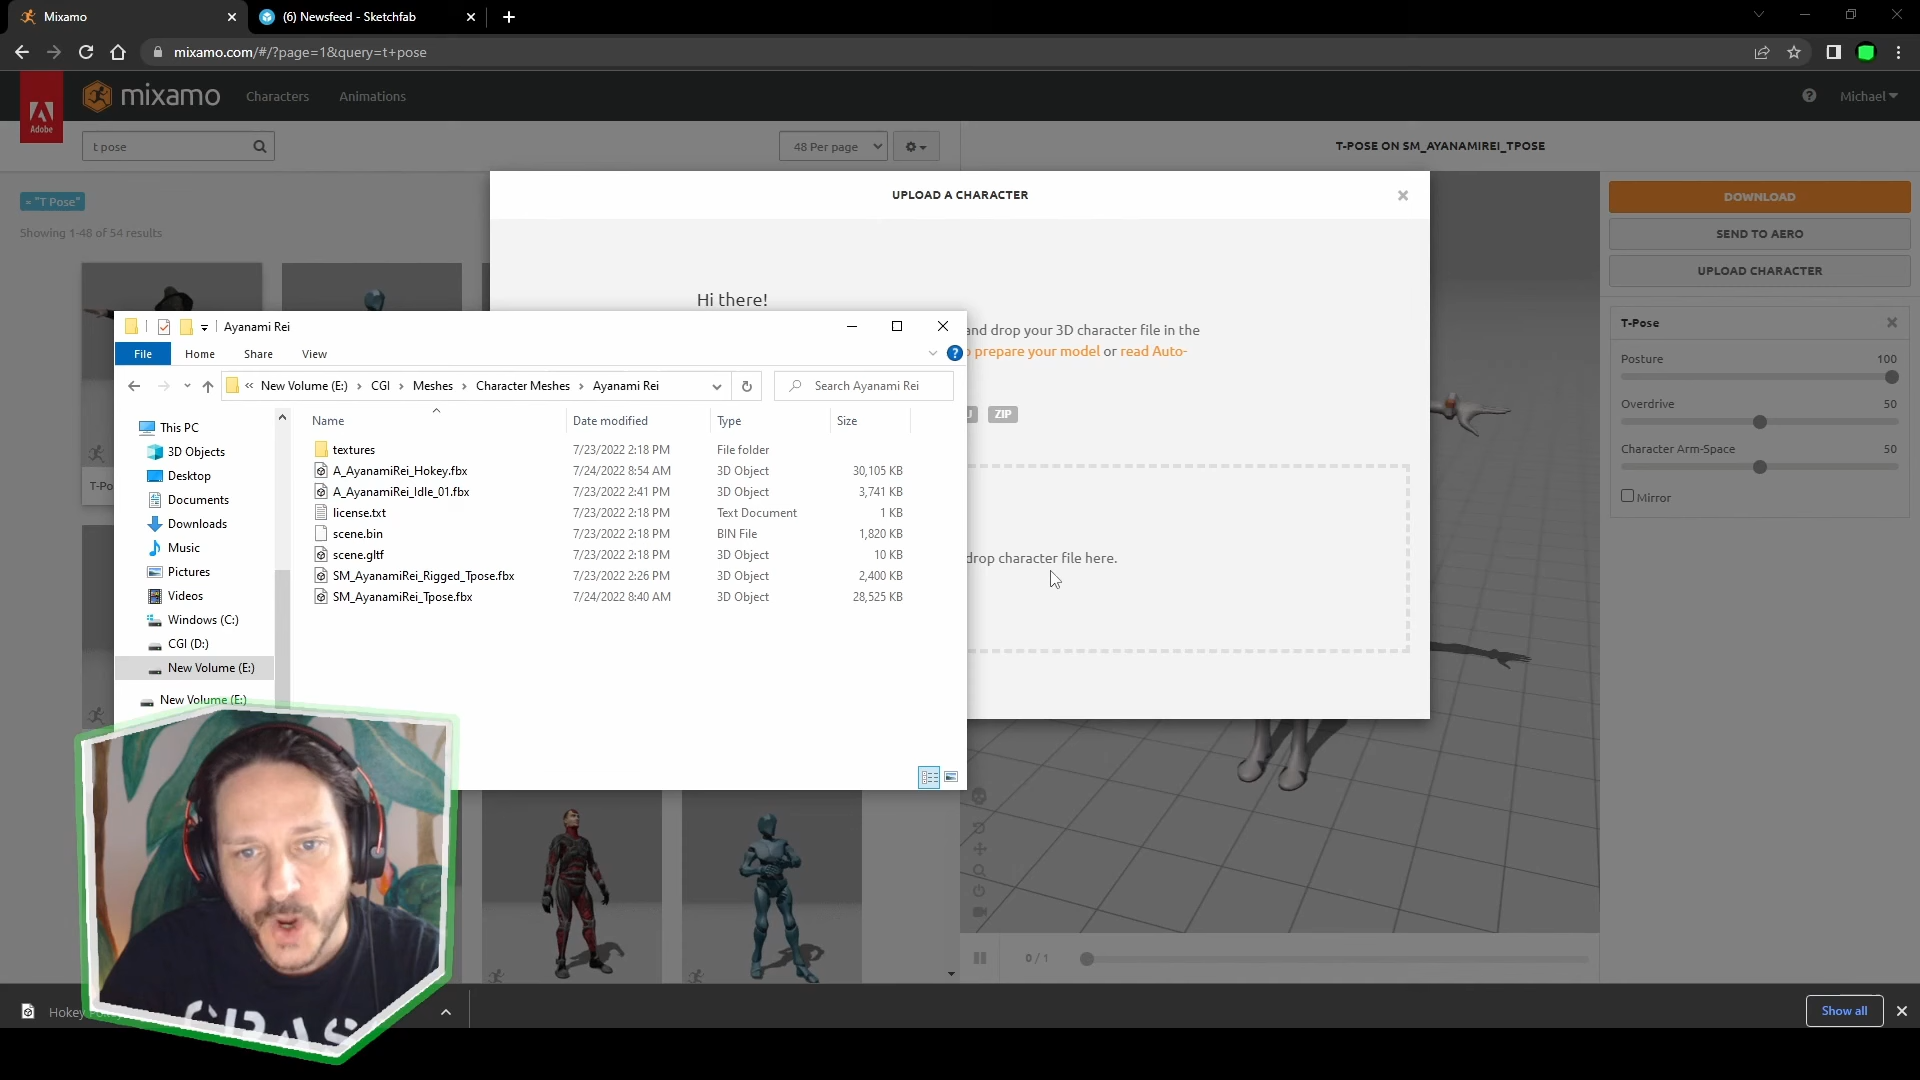 Mixamo
(6) Newsfeed - Sketchfab
mixamo.com/#/?page=1&query=t+pose
Adobe
mixamo
Characters
Animations
Michael
t pose
48 Per page
T-POSE ON SM_AYANAMIREI_TPOSE
"T Pose"
Showing 1-48 of 54 results
UPLOAD A CHARACTER
Hi there!
and drop your 3D character file in the
prepare your model or read Auto-
ZIP
drop character file here.
DOWNLOAD
SEND TO AERO
UPLOAD CHARACTER
T-Pose
Posture 100
Overdrive 50
Character Arm-Space 50
Mirror
T-Po
Ayanami Rei
File Home Share View
New Volume (E:) CGI Meshes Character Meshes Ayanami Rei
Search Ayanami Rei
This PC
3D Objects
Desktop
Documents
Downloads
Music
Pictures
Videos
Windows (C:)
CGI (D:)
New Volume (E:)
New Volume (E:)
Name Date modified Type Size
textures 7/23/2022 2:18 PM File folder
A_AyanamiRei_Hokey.fbx 7/24/2022 8:54 AM 3D Object 30,105 KB
A_AyanamiRei_Idle_01.fbx 7/23/2022 2:41 PM 3D Object 3,741 KB
license.txt 7/23/2022 2:18 PM Text Document 1 KB
scene.bin 7/23/2022 2:18 PM BIN File 1,820 KB
scene.gltf 7/23/2022 2:18 PM 3D Object 10 KB
SM_AyanamiRei_Rigged_Tpose.fbx 7/23/2022 2:26 PM 3D Object 2,400 KB
SM_AyanamiRei_Tpose.fbx 7/24/2022 8:40 AM 3D Object 28,525 KB
0 / 1
Hokey
Show all